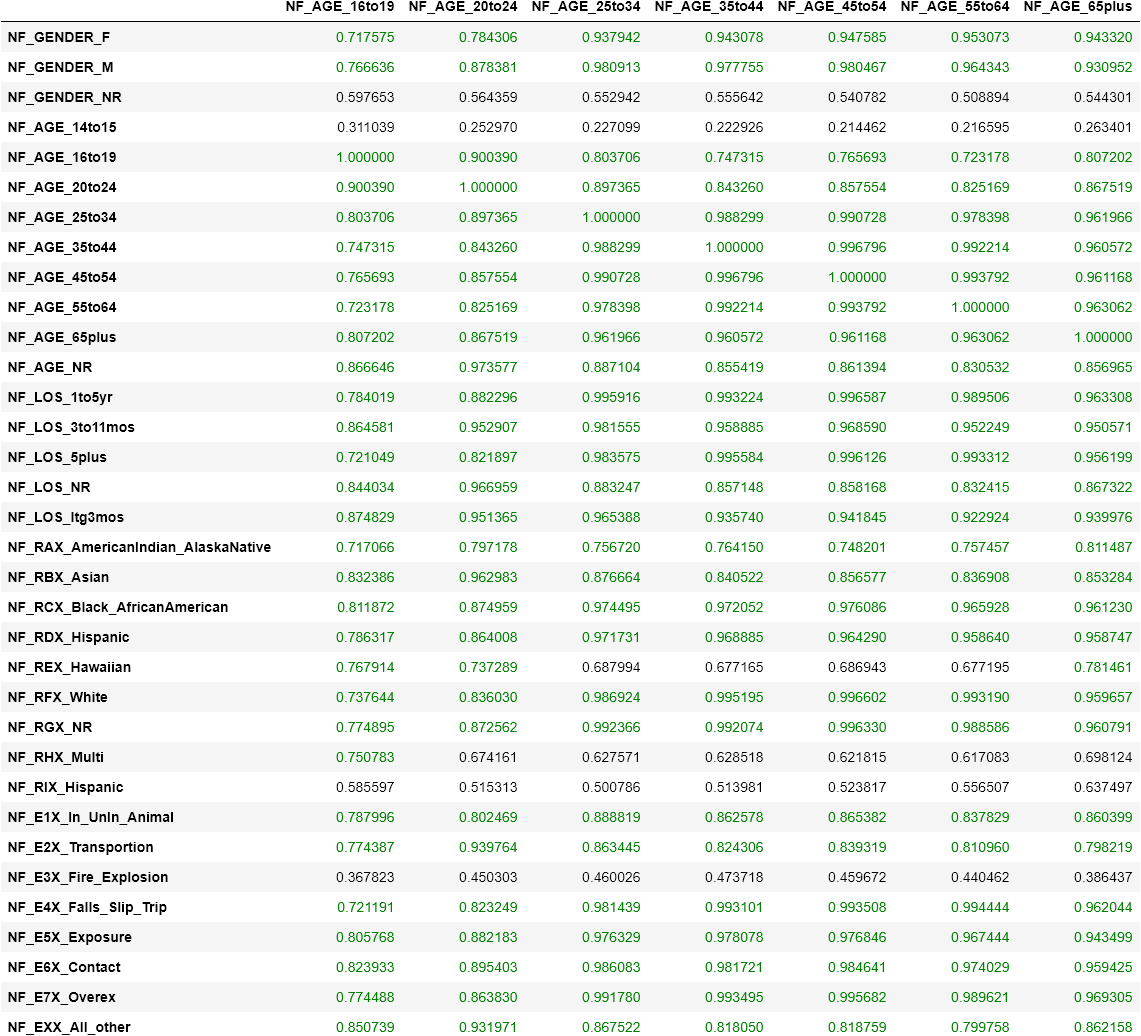 NF_AGE_16to19 NF_AGE_20to24 NF_AGE_25to34 NF_AGE_35to44 NF_AGE_45to54 NF_AGE_55to64 NF_AGE_65plus
NF_GENDER_F 0.717575 0.784306 0.937942 0.943078 0.947585 0.953073 0.943320
NF_GENDER_M 0.766636 0.878381 0.980913 0.977755 0.980467 0.964343 0.930952
NF_GENDER_NR 0.597653 0.564359 0.552942 0.555642 0.540782 0.508894 0.544301
NF_AGE_14to15 0.311039 0.252970 0.227099 0.222926 0.214462 0.216595 0.263401
NF_AGE_16to19 1.000000 0.900390 0.803706 0.747315 0.765693 0.723178 0.807202
NF_AGE_20to24 0.900390 1.000000 0.897365 0.843260 0.857554 0.825169 0.867519
NF_AGE_25to34 0.803706 0.897365 1.000000 0.988299 0.990728 0.978398 0.961966
NF_AGE_35to44 0.747315 0.843260 0.988299 1.000000 0.996796 0.992214 0.960572
NF_AGE_45to54 0.765693 0.857554 0.990728 0.996796 1.000000 0.993792 0.961168
NF_AGE_55to64 0.723178 0.825169 0.978398 0.992214 0.993792 1.000000 0.963062
NF_AGE_65plus 0.807202 0.867519 0.961966 0.960572 0.961168 0.963062 1.000000
NF_AGE_NR 0.866646 0.973577 0.887104 0.855419 0.861394 0.830532 0.856965
NF_LOS_1to5yr 0.784019 0.882296 0.995916 0.993224 0.996587 0.989506 0.963308
NF_LOS_3to11mos 0.864581 0.952907 0.981555 0.958885 0.968590 0.952249 0.950571
NF_LOS_5plus 0.721049 0.821897 0.983575 0.995584 0.996126 0.993312 0.956199
NF_LOS_NR 0.844034 0.966959 0.883247 0.857148 0.858168 0.832415 0.867322
NF_LOS_ltg3mos 0.874829 0.951365 0.965388 0.935740 0.941845 0.922924 0.939976
NF_RAX_AmericanIndian_AlaskaNative 0.717066 0.797178 0.756720 0.764150 0.748201 0.757457 0.811487
NF_RBX_Asian 0.832386 0.962983 0.876664 0.840522 0.856577 0.836908 0.853284
NF_RCX_Black_AfricanAmerican 0.811872 0.874959 0.974495 0.972052 0.976086 0.965928 0.961230
NF_RDX_Hispanic 0.786317 0.864008 0.971731 0.968885 0.964290 0.958640 0.958747
NF_REX_Hawaiian 0.767914 0.737289 0.687994 0.677165 0.686943 0.677195 0.781461
NF_RFX_White 0.737644 0.836030 0.986924 0.995195 0.996602 0.993190 0.959657
NF_RGX_NR 0.774895 0.872562 0.992366 0.992074 0.996330 0.988586 0.960791
NF_RHX_Multi 0.750783 0.674161 0.627571 0.628518 0.621815 0.617083 0.698124
NF_RIX_Hispanic 0.585597 0.515313 0.500786 0.513981 0.523817 0.556507 0.637497
NF_E1X_In_UnIn_Animal 0.787996 0.802469 0.888819 0.862578 0.865382 0.837829 0.860399
NF_E2X_Transportion 0.774387 0.939764 0.863445 0.824306 0.839319 0.810960 0.798219
NF_E3X_Fire_Explosion 0.367823 0.450303 0.460026 0.473718 0.459672 0.440462 0.386437
NF_E4X_Falls_Slip_Trip 0.721191 0.823249 0.981439 0.993101 0.993508 0.994444 0.962044
NF_E5X_Exposure 0.805768 0.882183 0.976329 0.978078 0.976846 0.967444 0.943499
NF_E6X_Contact 0.823933 0.895403 0.986083 0.981721 0.984641 0.974029 0.959425
NF_E7X_Overex 0.774488 0.863830 0.991780 0.993495 0.995682 0.989621 0.969305
NF_EXX_All_other 0.850739 0.931971 0.867522 0.818050 0.818759 0.799758 0.862158